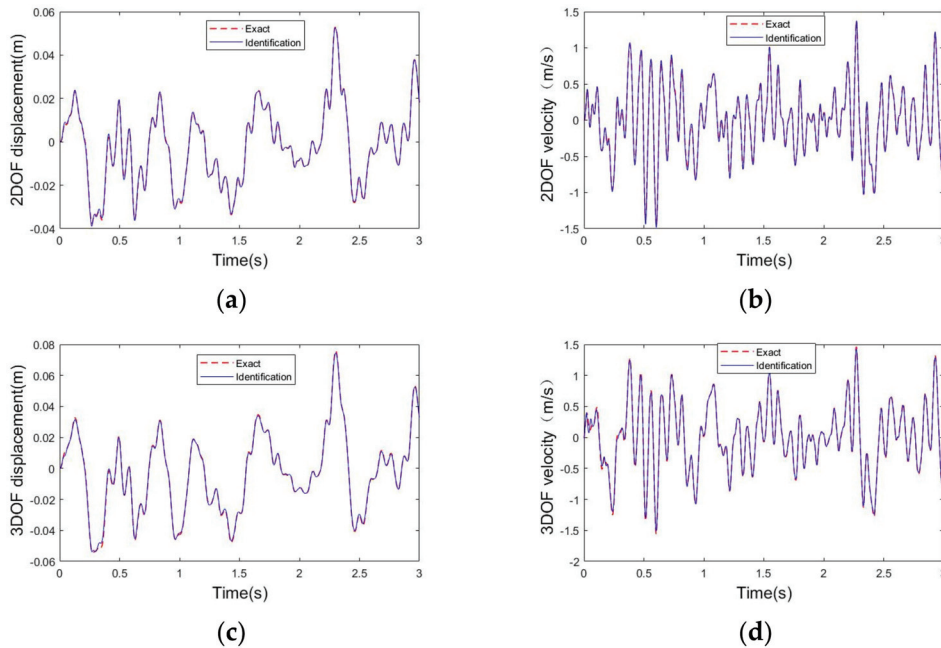 0.06
0.04
0.02
0
-0.02
-0.04
2DOF displacement(m)
Exact
Identification
0 0.5 1 1.5 2 2.5 3
Time(s)
(a)
1.5
1
0.5
0
-0.5
-1
-1.5
2DOF velocity（m/s）
Exact
Identification
0 0.5 1 1.5 2 2.5 3
Time(s)
(b)
0.08
0.06
0.04
0.02
0
-0.02
-0.04
-0.06
3DOF displacement(m)
Exact
Identification
0 0.5 1 1.5 2 2.5 3
Time(s)
(c)
1.5
1
0.5
0
-0.5
-1
-1.5
-2
3DOF velocity（m/s）
Exact
Identification
0 0.5 1 1.5 2 2.5 3
Time(s)
(d)